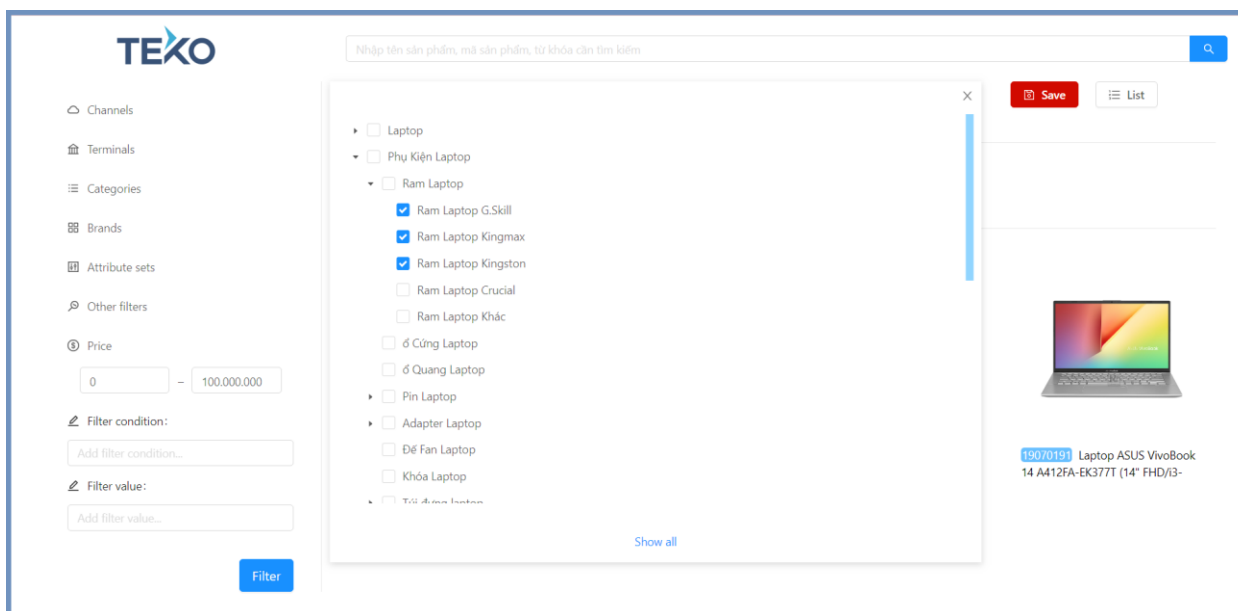 TEKO
Nhập tên sản phẩm, mã sản phẩm, từ khóa cần tìm kiếm
Channels
Terminals
Categories
Brands
Attribute sets
Other filters
Price
0 – 100.000.000
Filter condition:
Add filter condition...
Filter value:
Add filter value...
Filter
Laptop
Phụ Kiện Laptop
Ram Laptop
Ram Laptop G.Skill
Ram Laptop Kingmax
Ram Laptop Kingston
Ram Laptop Crucial
Ram Laptop Khác
ổ Cứng Laptop
ổ Quang Laptop
Pin Laptop
Adapter Laptop
Đế Fan Laptop
Khóa Laptop
Túi đựng laptop
Show all
Save
List
19070191 Laptop ASUS VivoBook
14 A412FA-EK377T (14" FHD/i3-